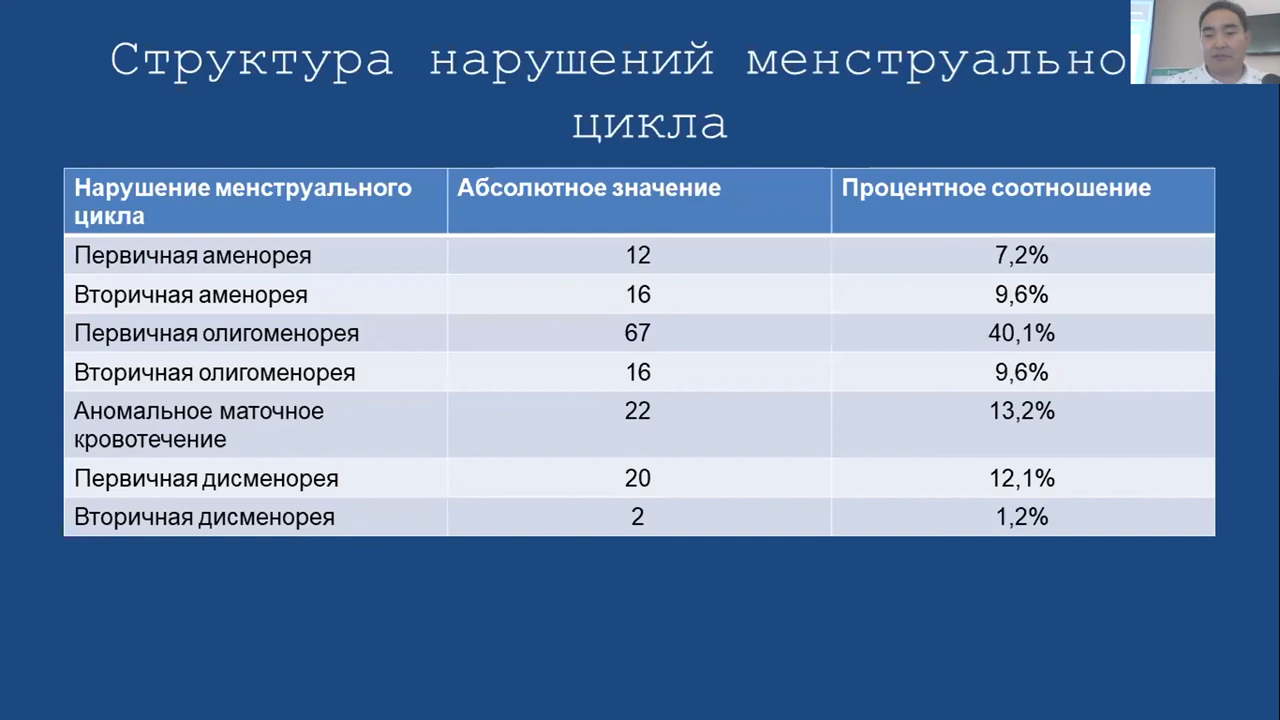 Структура нарушений менструально
цикла
Нарушение менструального
цикла
Абсолютное значение
Процентное соотношение
Первичная аменорея 12 7,2%
Вторичная аменорея 16 9,6%
Первичная олигоменорея 67 40,1%
Вторичная олигоменорея 16 9,6%
Аномальное маточное
кровотечение
22 13,2%
Первичная дисменорея 20 12,1%
Вторичная дисменорея 2 1,2%